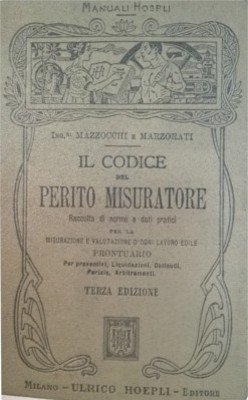 MANUALI HOEPLI
ING.RI MAZZOCCHI E MARZORATI
IL CODICE
DEL
PERITO MISURATORE
Raccolta di norme e dati pratici
PER LA
MISURAZIONE E VALUTAZIONE D'OGNI LAVORO EDILE
PRONTUARIO
Per preventivi, Liquidazioni, Collaudi,
Perizie, Arbitramenti.
TERZA EDIZIONE
MILANO - ULRICO HOEPLI - EDITORE